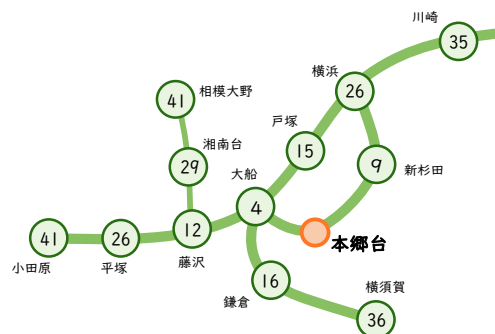 川崎
35
横浜
26
相模大野
41
戸塚
15
湘南台
29
新杉田
9
大船
4
本郷台
藤沢
12
平塚
26
小田原
41
鎌倉
16
横須賀
36